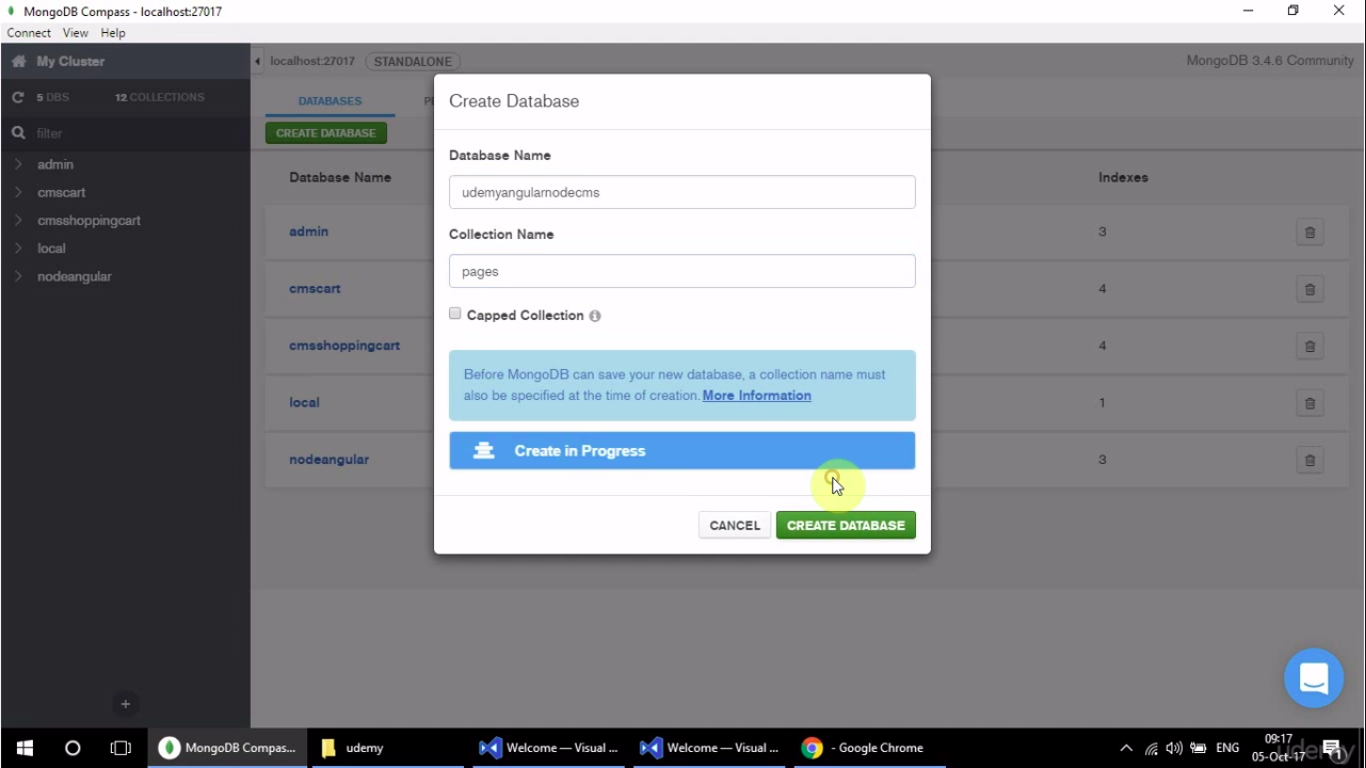 MongoDB Compass - localhost:27017
Connect View Help
My Cluster
localhost:27017 STANDALONE
MongoDB 3.4.6 Community
5 DBS 12 COLLECTIONS
DATABASES
filter
CREATE DATABASE
admin
cmscart
cmsshoppingcart
local
nodeangular
Database Name
Indexes
admin 3
cmscart 4
cmsshoppingcart 4
local 1
nodeangular 3
Create Database
Database Name
udemyangularnodecms
Collection Name
pages
Capped Collection
Before MongoDB can save your new database, a collection name must
also be specified at the time of creation. More Information
Create in Progress
CANCEL CREATE DATABASE
MongoDB Compas...
udemy
Welcome — Visual ...
Welcome — Visual ...
- Google Chrome
ENG
09:17
05-Oct-17
1
udemy